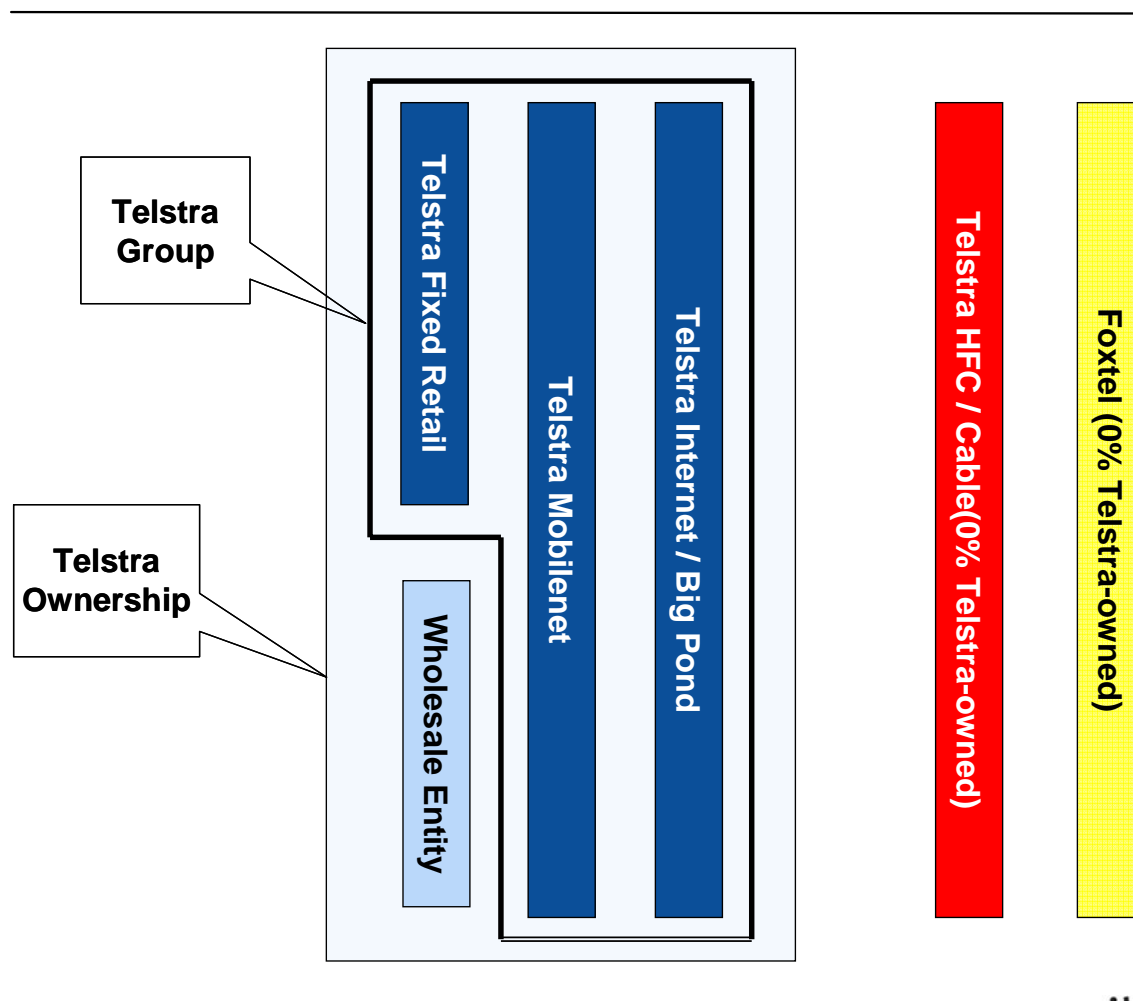 Telstra
Group
Telstra
Ownership
Telstra Fixed Retail
Wholesale Entity
Telstra Mobilenet
Telstra Internet / Big Pond
Telstra HFC / Cable(0% Telstra-owned)
Foxtel (0% Telstra-owned)